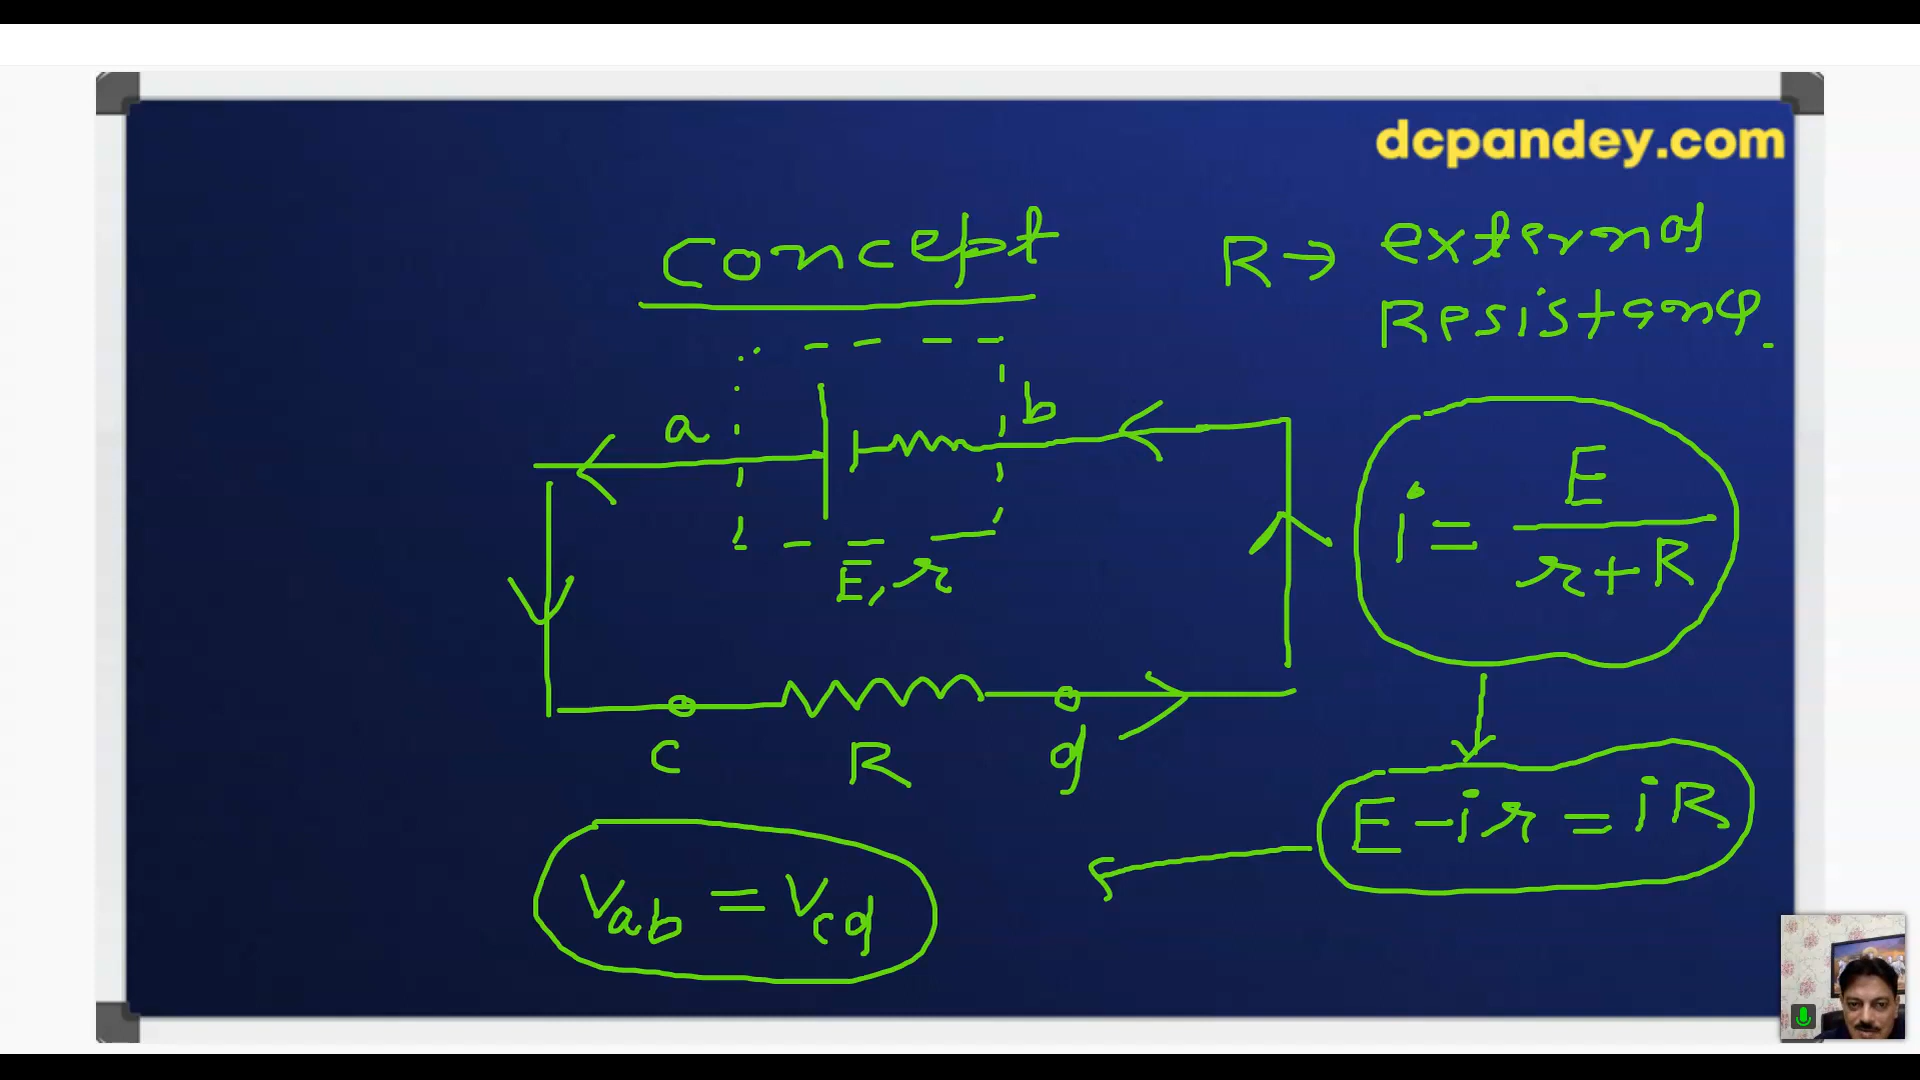 dcpandey.com
Concept
R → external
Resistance
a
b
E, r
i = E / r + R
c
R
d
E - ir = iR
Vab = Vcd